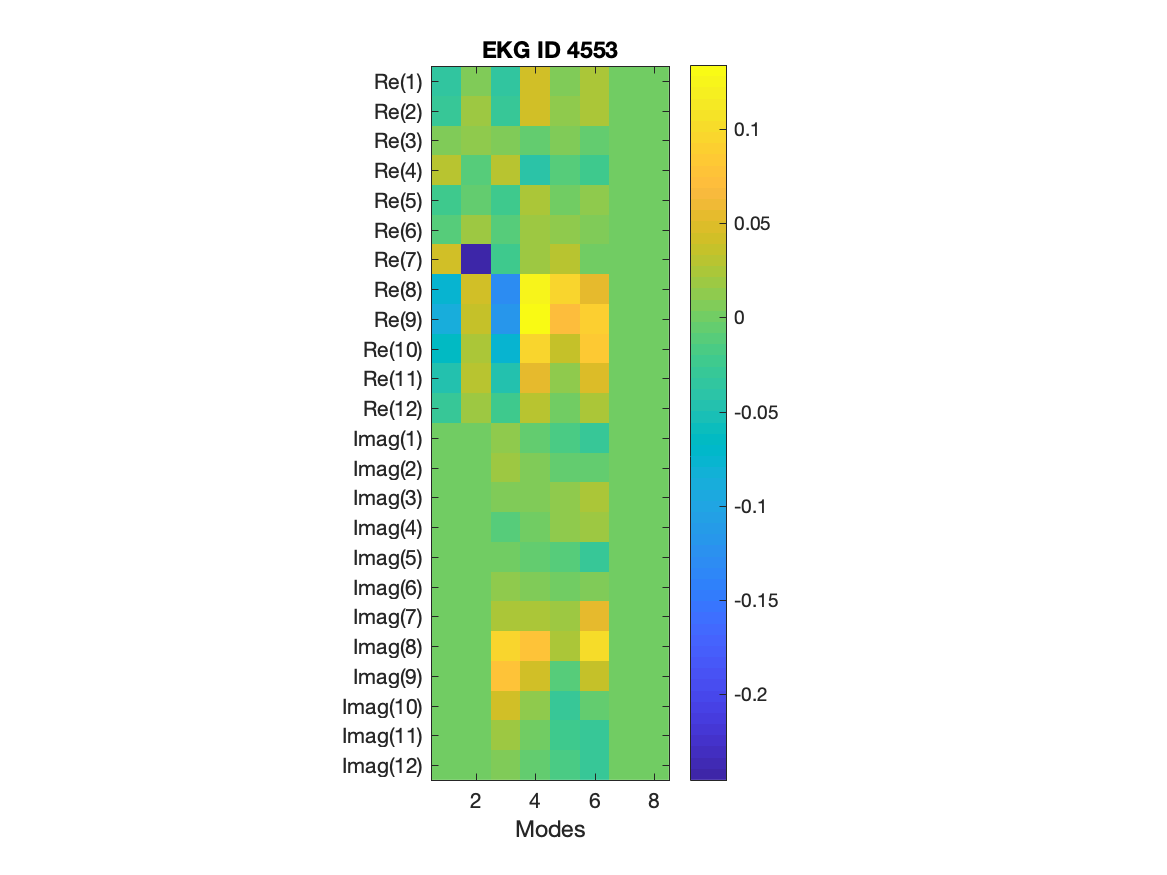 EKG ID 4553
Re(1)
Re(2)
Re(3)
Re(4)
Re(5)
Re(6)
Re(7)
Re(8)
Re(9)
Re(10)
Re(11)
Re(12)
Imag(1)
Imag(2)
Imag(3)
Imag(4)
Imag(5)
Imag(6)
Imag(7)
Imag(8)
Imag(9)
Imag(10)
Imag(11)
Imag(12)
2 4 6 8
Modes
0.1
0.05
0
-0.05
-0.1
-0.15
-0.2